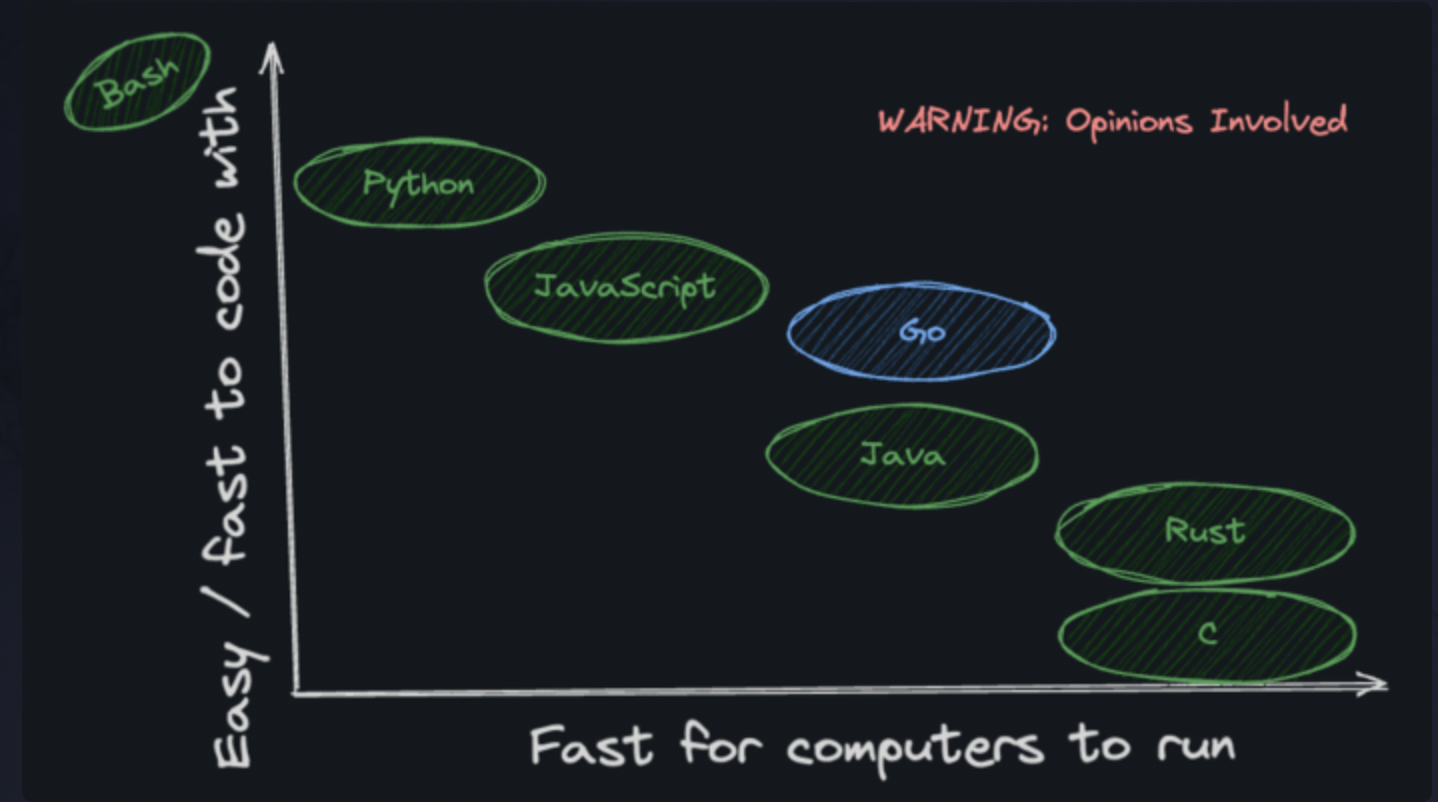 Bash
Easy / fast to code with
WARNING: Opinions Involved
Python
JavaScript
Go
Java
Rust
C
Fast for computers to run